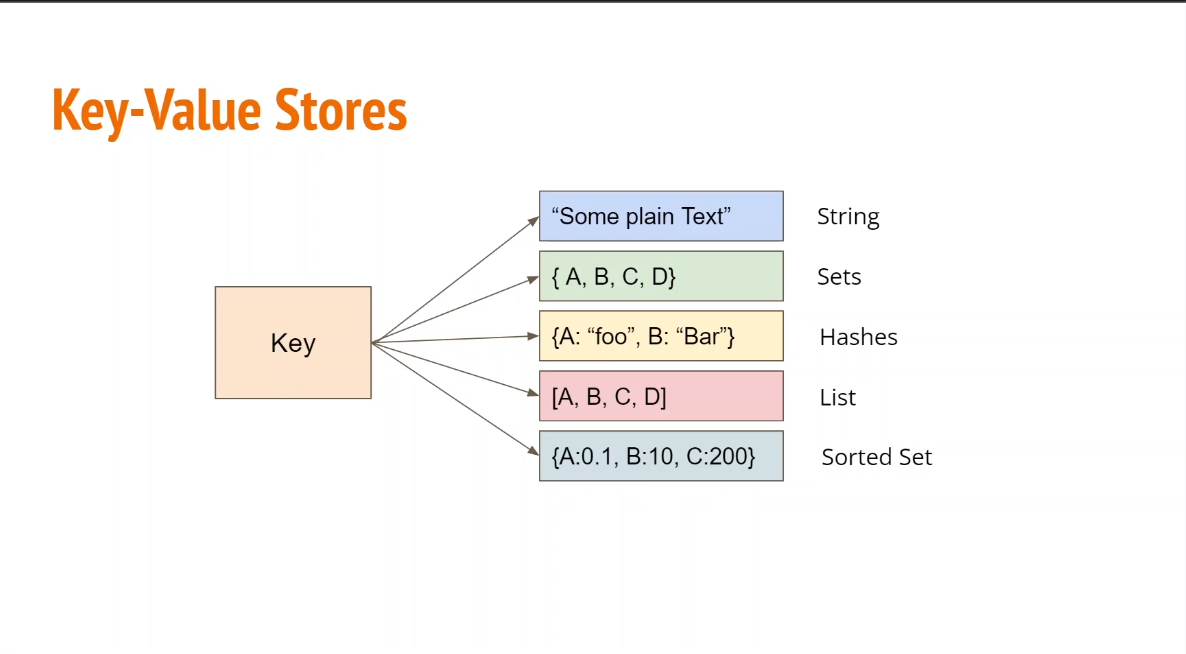 Key-Value Stores
Key
“Some plain Text” String
{ A, B, C, D} Sets
{A: “foo”, B: “Bar”} Hashes
[A, B, C, D] List
{A:0.1, B:10, C:200} Sorted Set